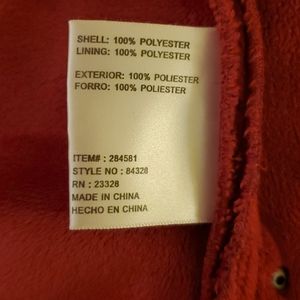 SHELL: 100% POLYESTER
LINING: 100% POLYESTER
EXTERIOR: 100% POLIESTER
FORRO: 100% POLIESTER
ITEM# : 284581
STYLE NO : 84328
RN : 23328
MADE IN CHINA
HECHO EN CHINA